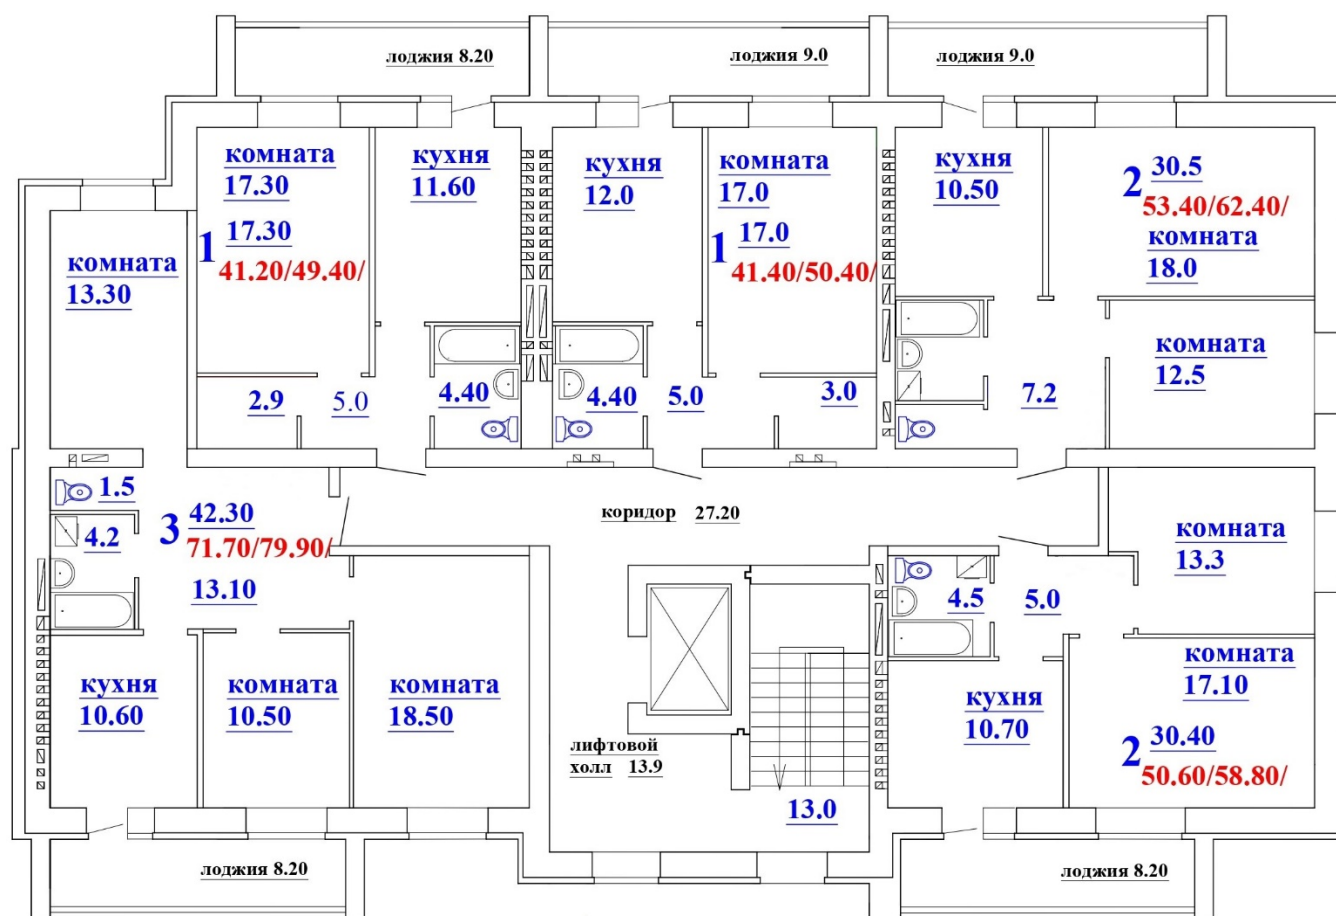 лоджия 8.20
лоджия 9.0
лоджия 9.0
комната
17.30
1 17.30
41.20/49.40/
кухня
11.60
кухня
12.0
комната
17.0
1 17.0
41.40/50.40/
кухня
10.50
2 30.5
53.40/62.40/
комната
18.0
комната
13.30
комната
12.5
2.9
5.0
4.40
4.40
5.0
3.0
7.2
1.5
4.2
3 42.30
71.70/79.90/
13.10
коридор 27.20
комната
13.3
4.5
5.0
кухня
10.60
комната
10.50
комната
18.50
лифтовой
холл 13.9
13.0
кухня
10.70
комната
17.10
2 30.40
50.60/58.80/
лоджия 8.20
лоджия 8.20